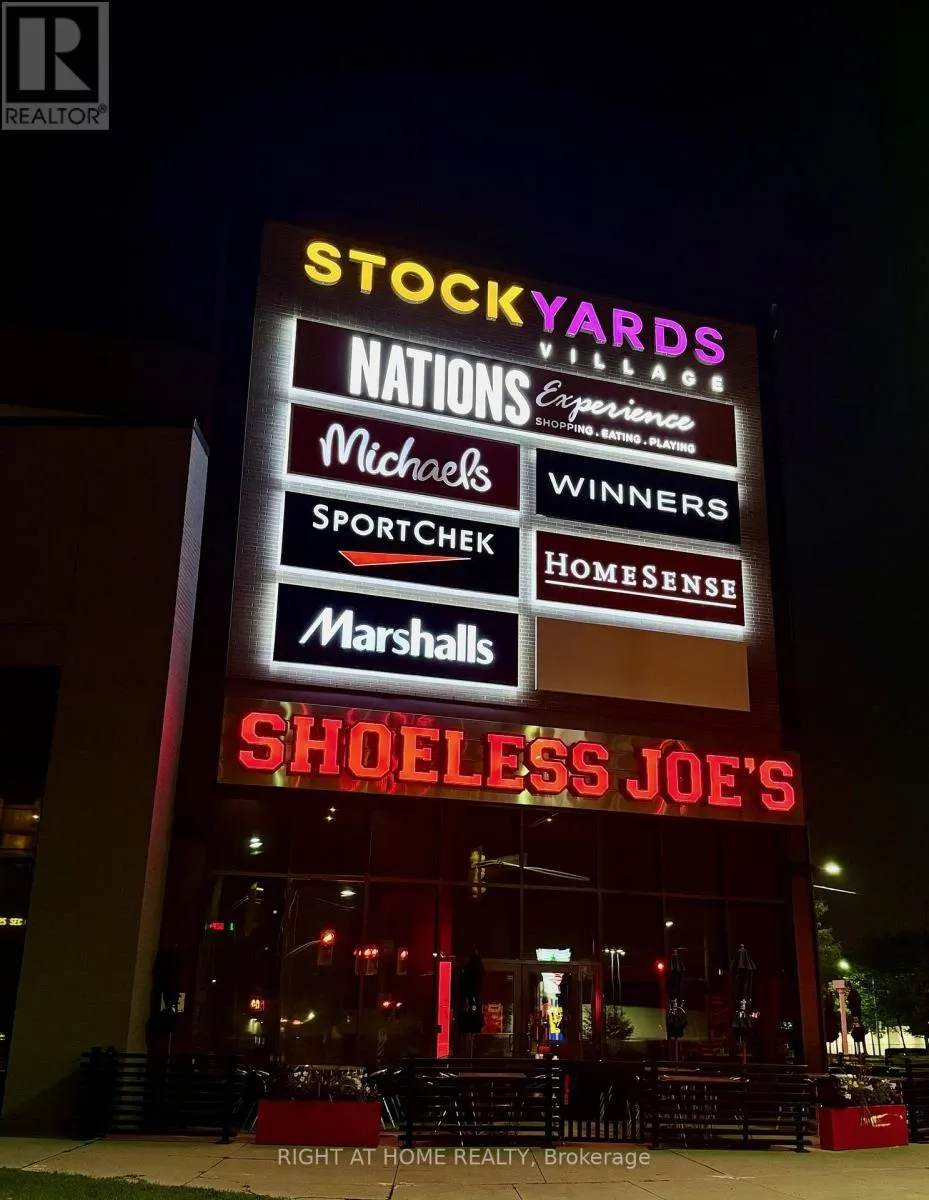 R
REALTOR®
STOCKYARDS
VILLAGE
NATIONS Experience
SHOPPING . EATING . PLAYING
Michaels
WINNERS
SPORTCHEK
HOMESENSE
Marshalls
SHOELESS JOE'S
RIGHT AT HOME REALTY, Brokerage